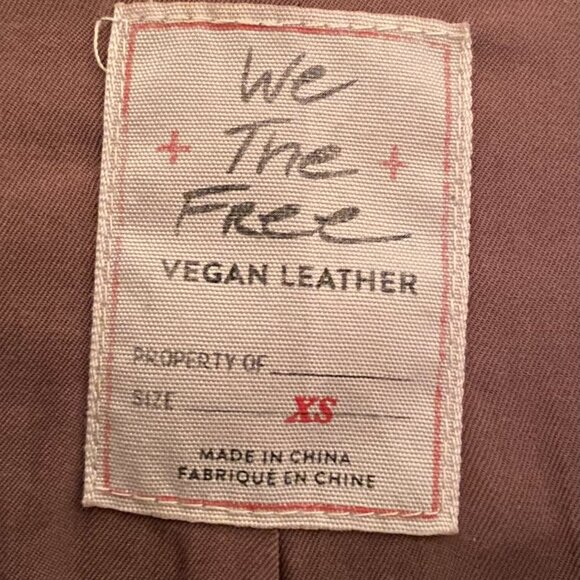 We
+ The +
Free
VEGAN LEATHER
PROPERTY OF
SIZE XS
MADE IN CHINA
FABRIQUÉ EN CHINE